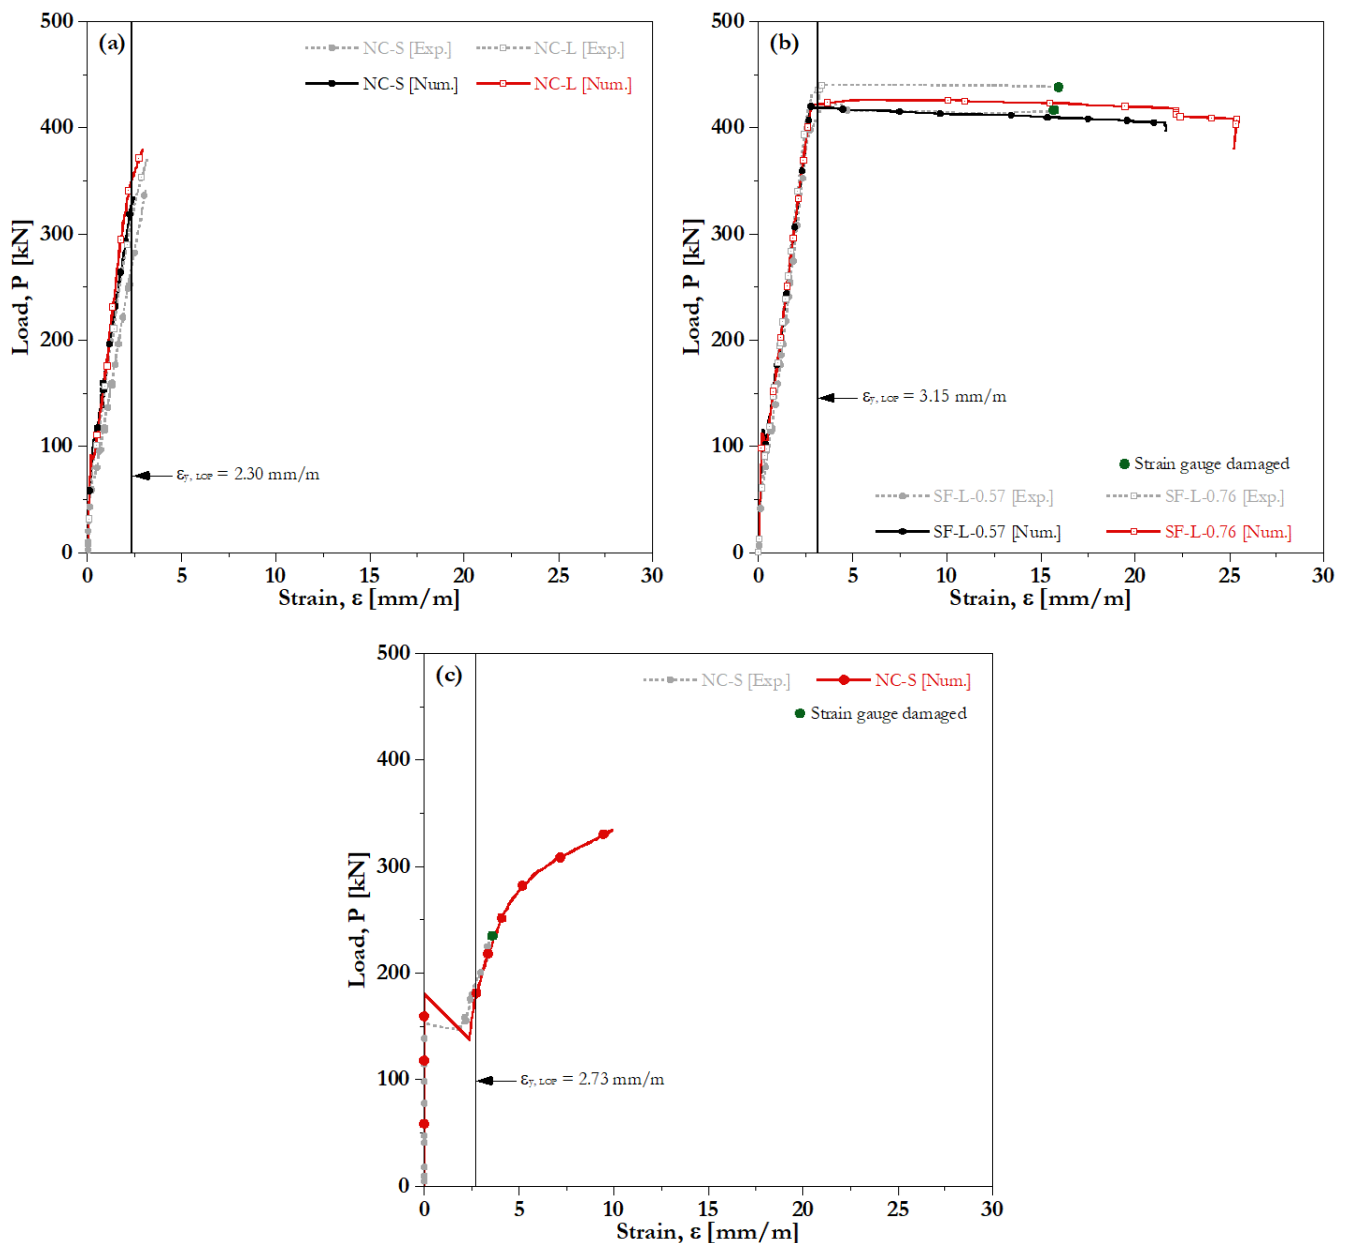 (a)
NC-S [Exp.]
NC-L [Exp.]
NC-S [Num.]
NC-L [Num.]
500
400
300
200
100
0
Load, P [kN]
εy, LOP = 2.30 mm/m
0 5 10 15 20 25 30
Strain, ε [mm/m]
(b)
500
400
300
200
100
0
Load, P [kN]
εy, LOP = 3.15 mm/m
Strain gauge damaged
SF-L-0.57 [Exp.]
SF-L-0.76 [Exp.]
SF-L-0.57 [Num.]
SF-L-0.76 [Num.]
0 5 10 15 20 25 30
Strain, ε [mm/m]
(c)
NC-S [Exp.]
NC-S [Num.]
Strain gauge damaged
500
400
300
200
100
0
Load, P [kN]
εy, LOP = 2.73 mm/m
0 5 10 15 20 25 30
Strain, ε [mm/m]